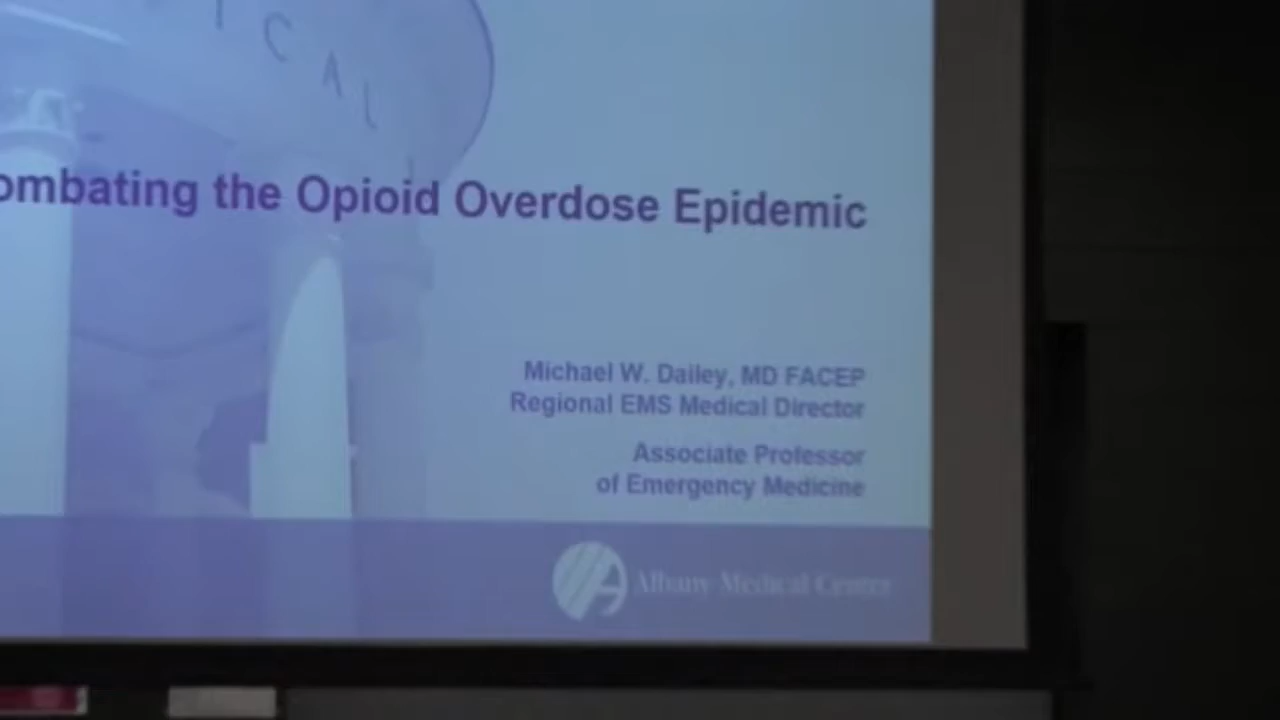 ICAL
ombating the Opioid Overdose Epidemic
Michael W. Dailey, MD FACEP
Regional EMS Medical Director
Associate Professor
of Emergency Medicine
Albany Medical Center